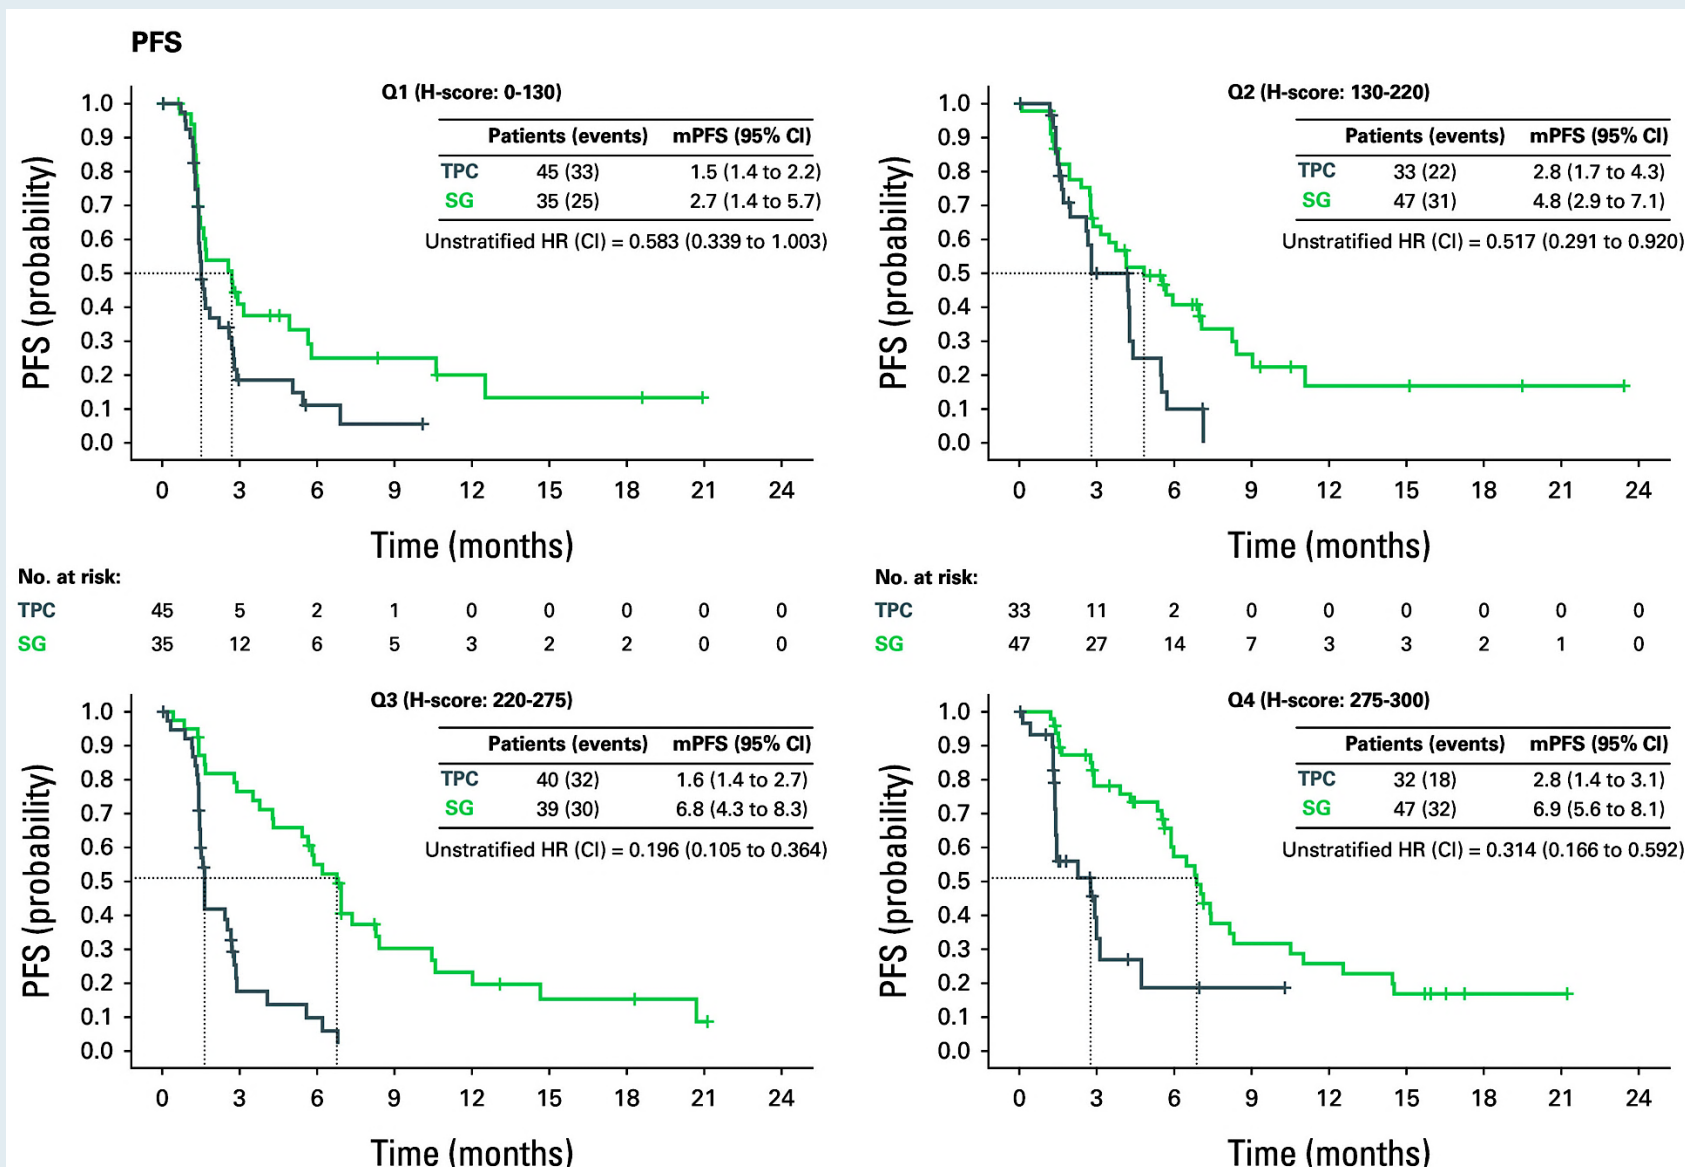 PFS
Q1 (H-score: 0-130)
Patients (events) mPFS (95% CI)
TPC 45 (33) 1.5 (1.4 to 2.2)
SG 35 (25) 2.7 (1.4 to 5.7)
Unstratified HR (CI) = 0.583 (0.339 to 1.003)
PFS (probability)
1.0
0.9
0.8
0.7
0.6
0.5
0.4
0.3
0.2
0.1
0.0
0 3 6 9 12 15 18 21 24
Time (months)
No. at risk:
TPC 45 5 2 1 0 0 0 0 0
SG 35 12 6 5 3 2 2 0 0
Q2 (H-score: 130-220)
Patients (events) mPFS (95% CI)
TPC 33 (22) 2.8 (1.7 to 4.3)
SG 47 (31) 4.8 (2.9 to 7.1)
Unstratified HR (CI) = 0.517 (0.291 to 0.920)
PFS (probability)
1.0
0.9
0.8
0.7
0.6
0.5
0.4
0.3
0.2
0.1
0.0
0 3 6 9 12 15 18 21 24
Time (months)
No. at risk:
TPC 33 11 2 0 0 0 0 0 0
SG 47 27 14 7 3 3 2 1 0
Q3 (H-score: 220-275)
Patients (events) mPFS (95% CI)
TPC 40 (32) 1.6 (1.4 to 2.7)
SG 39 (30) 6.8 (4.3 to 8.3)
Unstratified HR (CI) = 0.196 (0.105 to 0.364)
PFS (probability)
1.0
0.9
0.8
0.7
0.6
0.5
0.4
0.3
0.2
0.1
0.0
0 3 6 9 12 15 18 21 24
Time (months)
Q4 (H-score: 275-300)
Patients (events) mPFS (95% CI)
TPC 32 (18) 2.8 (1.4 to 3.1)
SG 47 (32) 6.9 (5.6 to 8.1)
Unstratified HR (CI) = 0.314 (0.166 to 0.592)
PFS (probability)
1.0
0.9
0.8
0.7
0.6
0.5
0.4
0.3
0.2
0.1
0.0
0 3 6 9 12 15 18 21 24
Time (months)